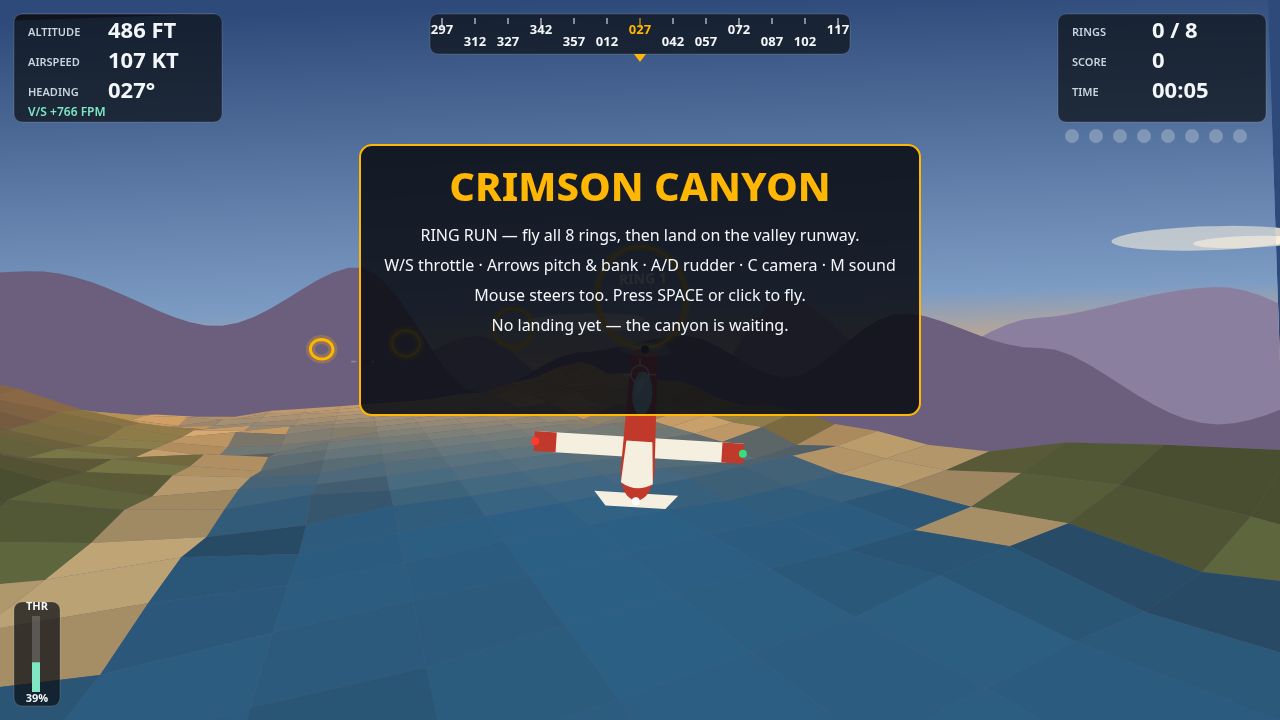 ALTITUDE 486 FT
AIRSPEED 107 KT
HEADING 027°
V/S +766 FPM
297 312 327 342 357 012 027 042 057 072 087 102 117
RINGS 0 / 8
SCORE 0
TIME 00:05
CRIMSON CANYON
RING RUN — fly all 8 rings, then land on the valley runway.
W/S throttle · Arrows pitch & bank · A/D rudder · C camera · M sound
RING 1
Mouse steers too. Press SPACE or click to fly.
No landing yet — the canyon is waiting.
THR
39%